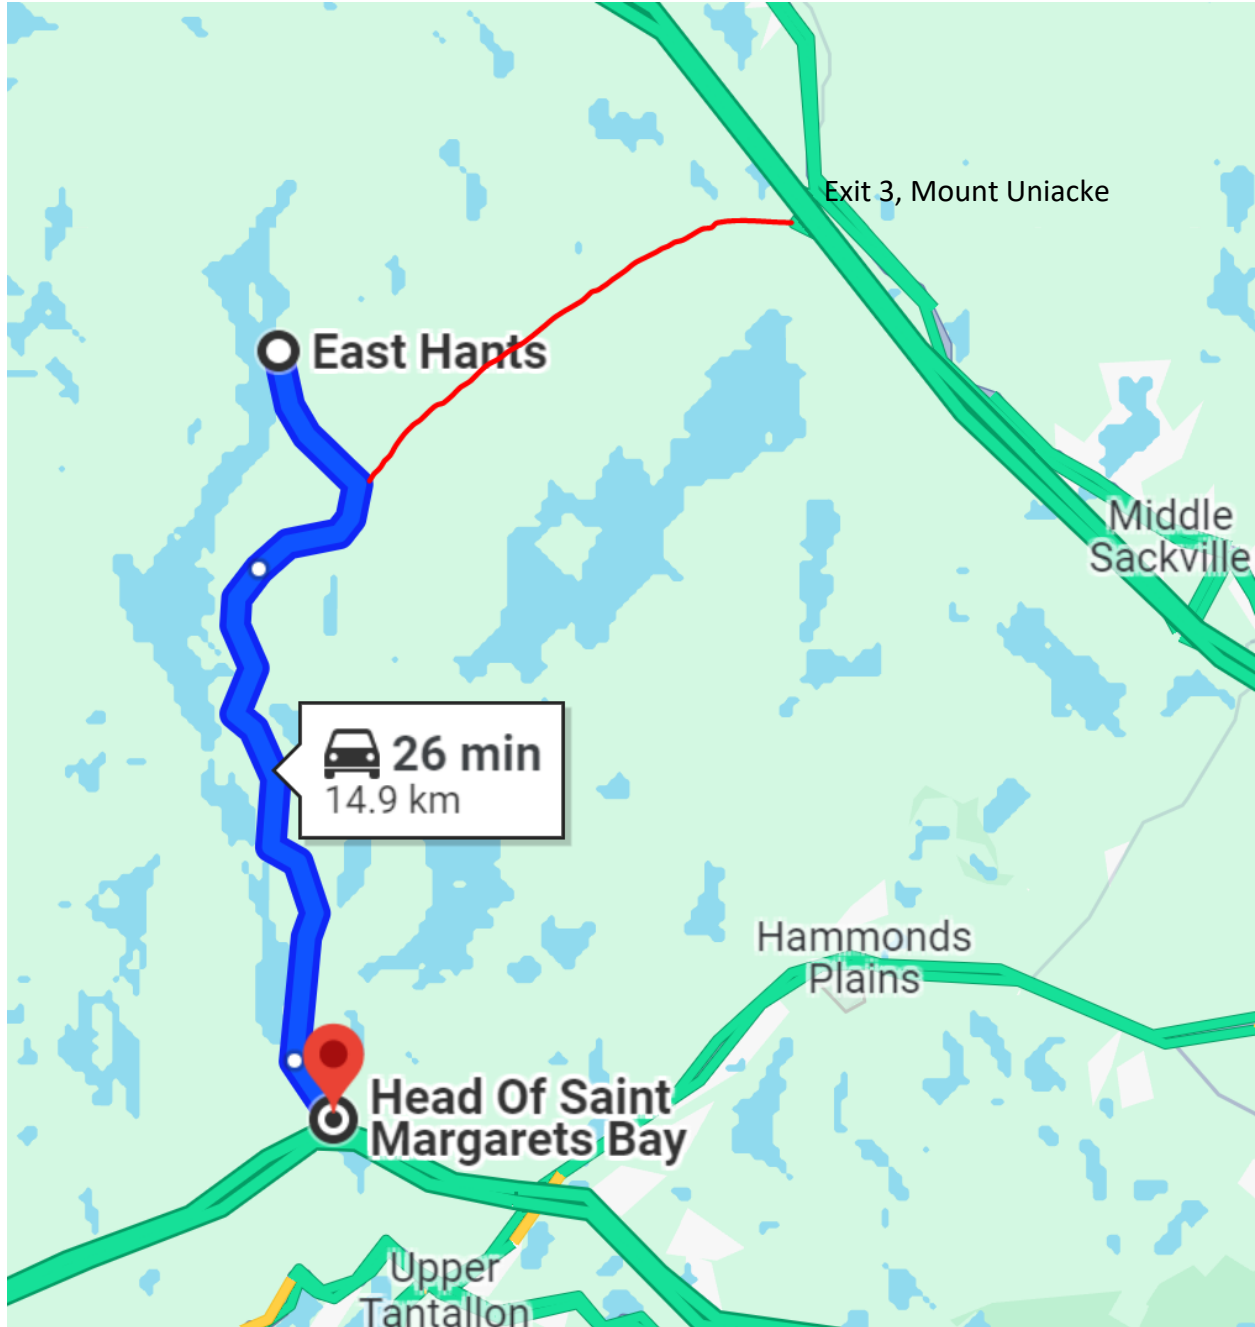 Exit 3, Mount Uniacke
East Hants
Middle
Sackville
26 min
14.9 km
Hammonds
Plains
Head Of Saint
Margarets Bay
Upper
Tantallon